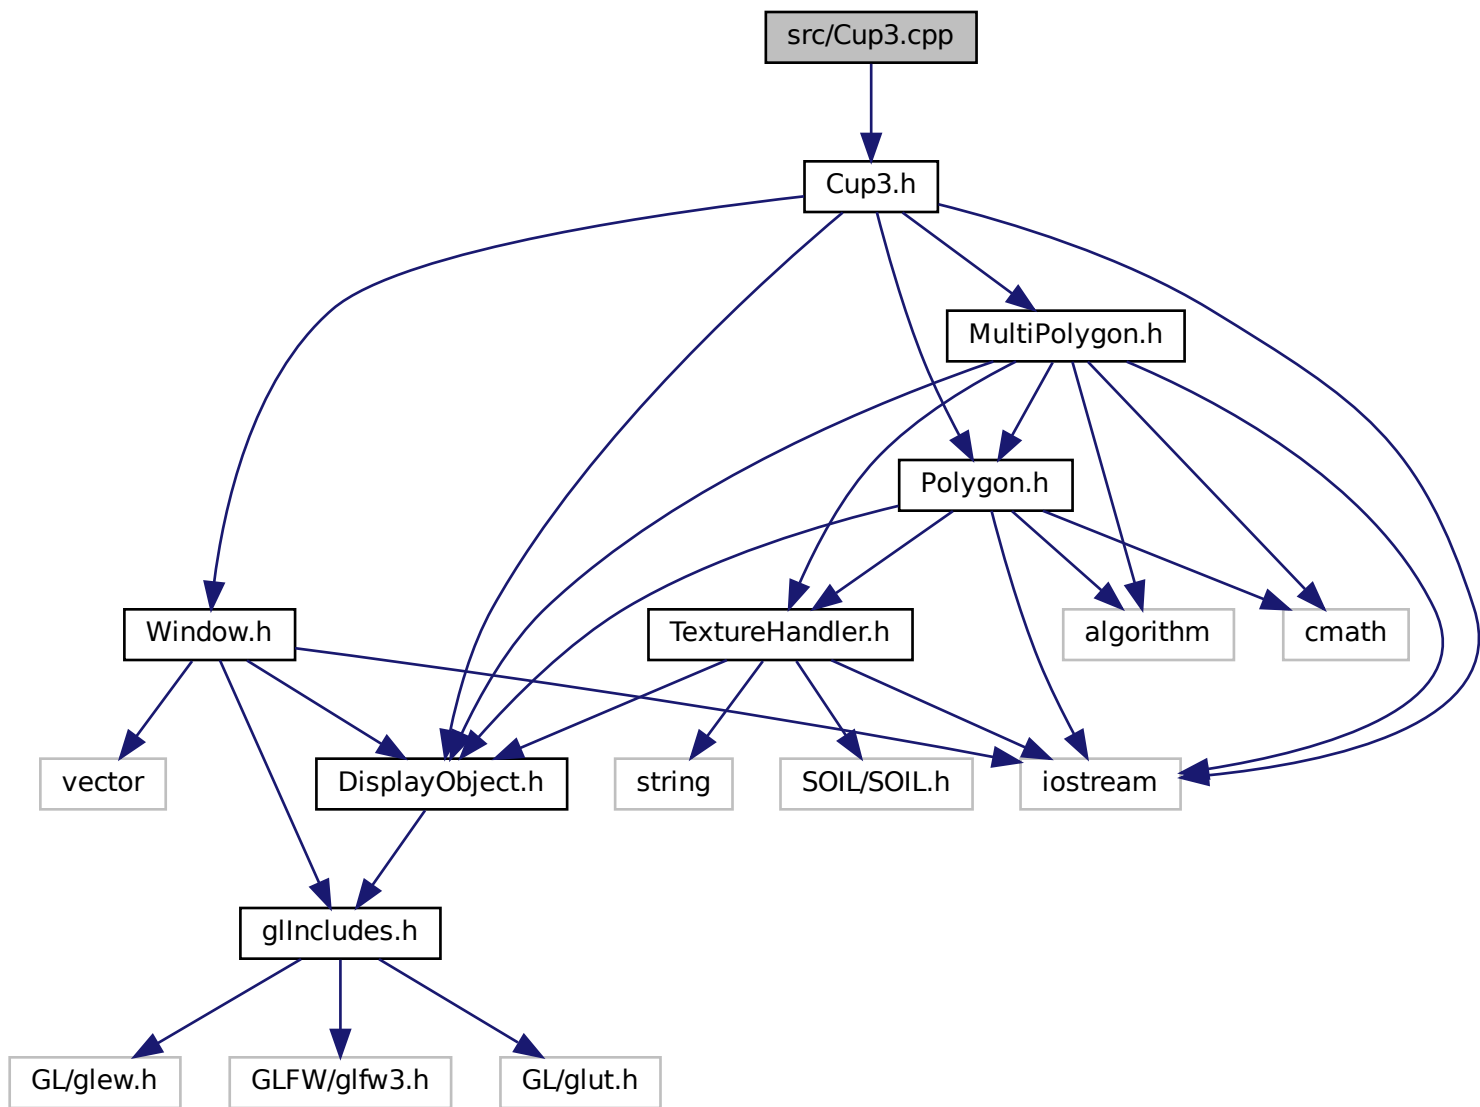 src/Cup3.cpp
Cup3.h
MultiPolygon.h
Polygon.h
Window.h
TextureHandler.h
algorithm
cmath
vector
DisplayObject.h
string
SOIL/SOIL.h
iostream
glIncludes.h
GL/glew.h
GLFW/glfw3.h
GL/glut.h